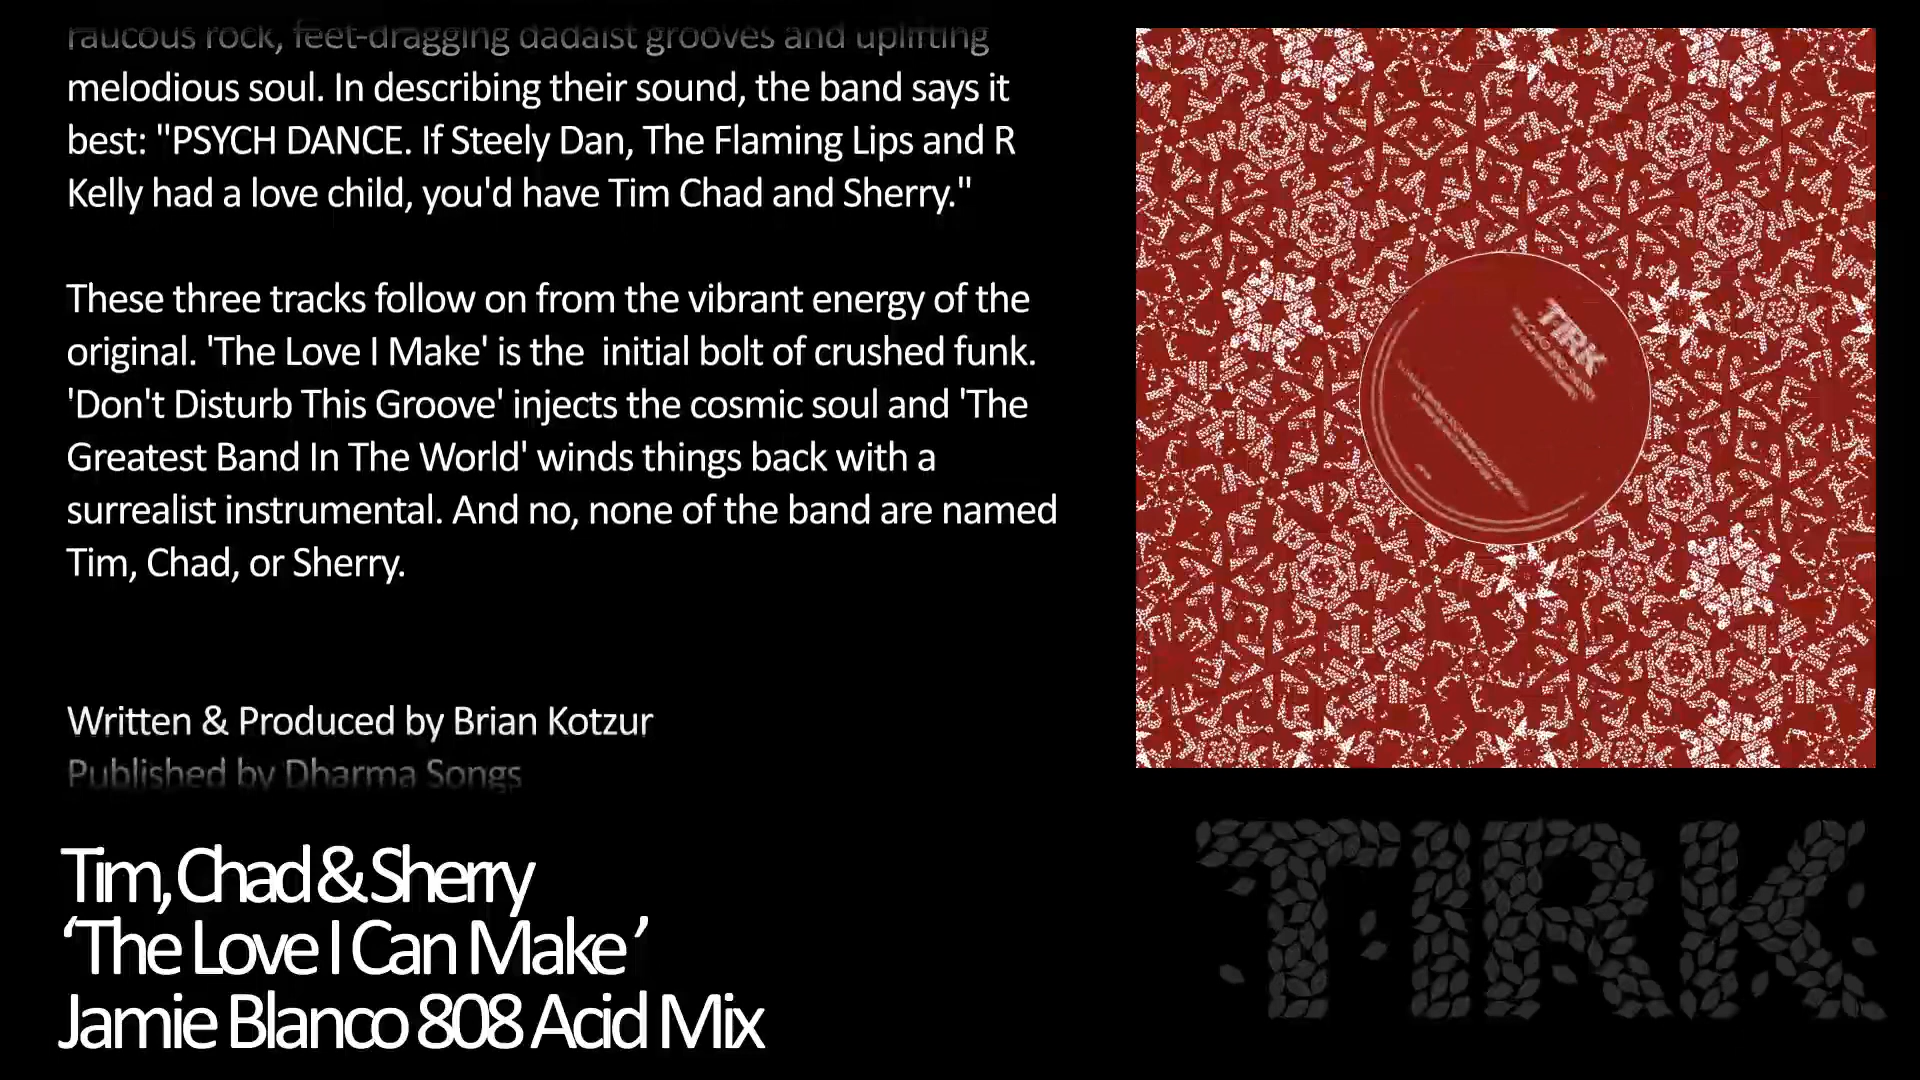 raucous rock, feet-dragging dadaist grooves and uplifting
melodious soul. In describing their sound, the band says it
best: "PSYCH DANCE. If Steely Dan, The Flaming Lips and R
Kelly had a love child, you'd have Tim Chad and Sherry."
These three tracks follow on from the vibrant energy of the
original. 'The Love I Make' is the  initial bolt of crushed funk.
'Don't Disturb This Groove' injects the cosmic soul and 'The
Greatest Band In The World' winds things back with a
surrealist instrumental. And no, none of the band are named
Tim, Chad, or Sherry.
Written & Produced by Brian Kotzur
Published by Dharma Songs
Tim, Chad & Sherry
‘The Love I Can Make ’
Jamie Blanco 808 Acid Mix
TIRK
TIRK